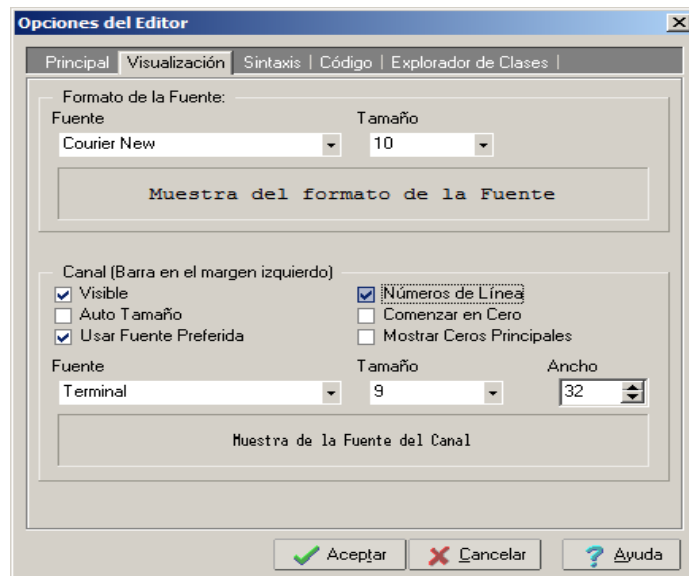 Opciones del Editor
Principal Visualización Sintaxis | Código | Explorador de Clases |
Formato de la Fuente:
Fuente Tamaño
Courier New 10
Muestra del formato de la Fuente
Canal (Barra en el margen izquierdo)
Visible Números de Línea
Auto Tamaño Comenzar en Cero
Usar Fuente Preferida Mostrar Ceros Principales
Fuente Tamaño Ancho
Terminal 9 32
Muestra de la Fuente del Canal
Aceptar Cancelar Ayuda